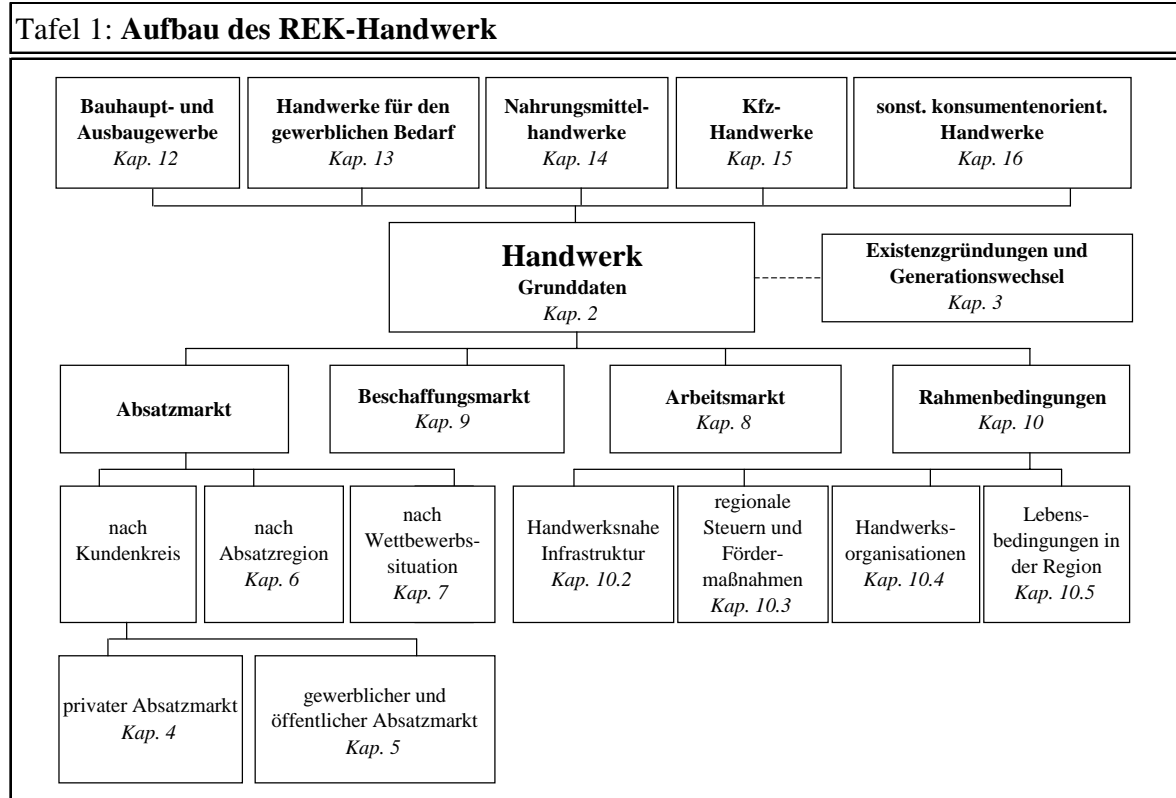 Tafel 1: Aufbau des REK-Handwerk
Bauhaupt- und
Ausbaugewerbe
Kap. 12
Handwerke für den
gewerblichen Bedarf
Kap. 13
Nahrungsmittel-
handwerke
Kap. 14
Kfz-
Handwerke
Kap. 15
sonst. konsumentenorient.
Handwerke
Kap. 16
Handwerk
Grunddaten
Kap. 2
Existenzgründungen und
Generationswechsel
Kap. 3
Absatzmarkt
Beschaffungsmarkt
Kap. 9
Arbeitsmarkt
Kap. 8
Rahmenbedingungen
Kap. 10
nach
Kundenkreis
nach
Absatzregion
Kap. 6
nach
Wettbewerbs-
situation
Kap. 7
Handwerksnahe
Infrastruktur
Kap. 10.2
regionale
Steuern und
Förder-
maßnahmen
Kap. 10.3
Handwerks-
organisationen
Kap. 10.4
Lebens-
bedingungen in
der Region
Kap. 10.5
privater Absatzmarkt
Kap. 4
gewerblicher und
öffentlicher Absatzmarkt
Kap. 5